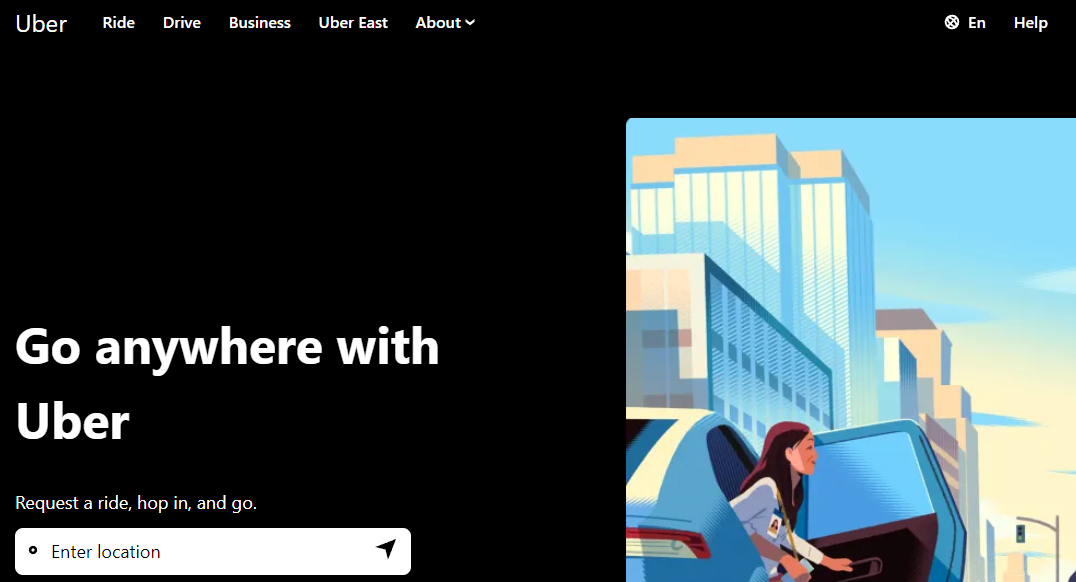 Uber Ride Drive Business Uber East About En Help
Go anywhere with
Uber
Request a ride, hop in, and go.
Enter location